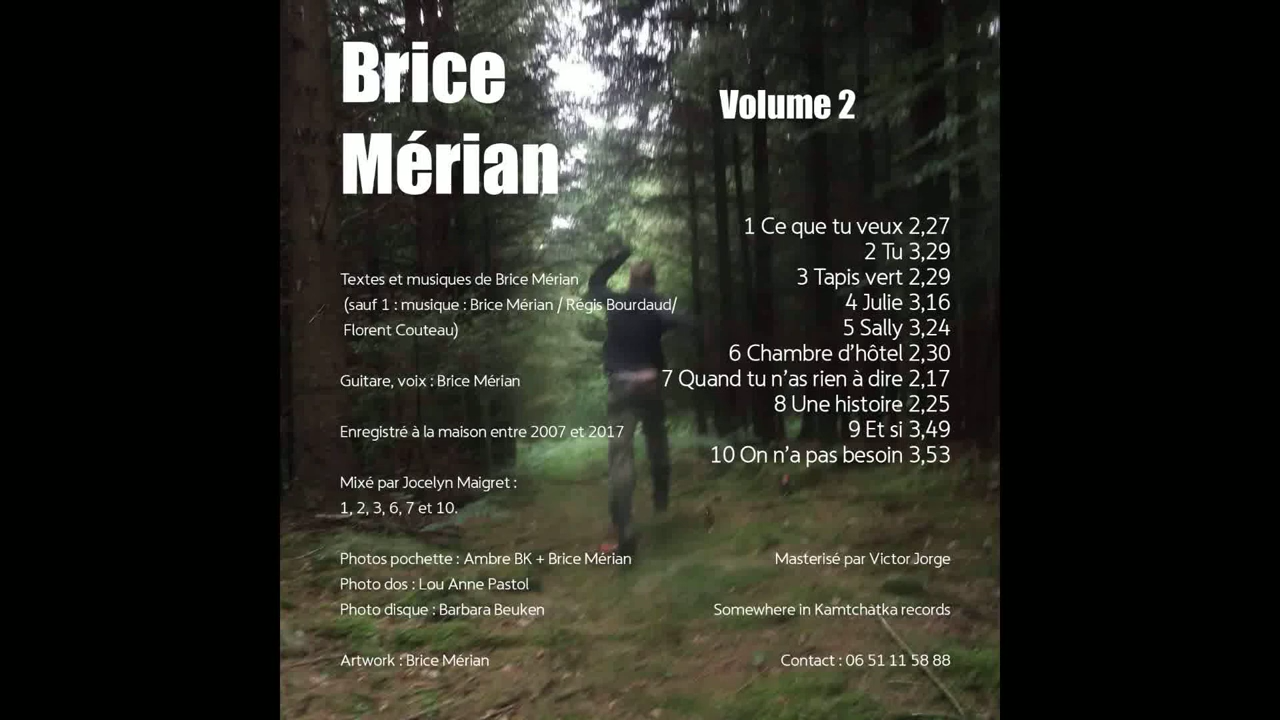 Brice
Mérian
Volume 2
1 Ce que tu veux 2,27
2 Tu 3,29
3 Tapis vert 2,29
4 Julie 3,16
5 Sally 3,24
6 Chambre d’hôtel 2,30
7 Quand tu n’as rien à dire 2,17
8 Une histoire 2,25
9 Et si 3,49
10 On n’a pas besoin 3,53
Textes et musiques de Brice Mérian
(sauf 1 : musique : Brice Mérian / Régis Bourdaud/
Florent Couteau)
Guitare, voix : Brice Mérian
Enregistré à la maison entre 2007 et 2017
Mixé par Jocelyn Maigret :
1, 2, 3, 6, 7 et 10.
Photos pochette : Ambre BK + Brice Mérian
Photo dos : Lou Anne Pastol
Photo disque : Barbara Beuken
Artwork : Brice Mérian
Masterisé par Victor Jorge
Somewhere in Kamtchatka records
Contact : 06 51 11 58 88